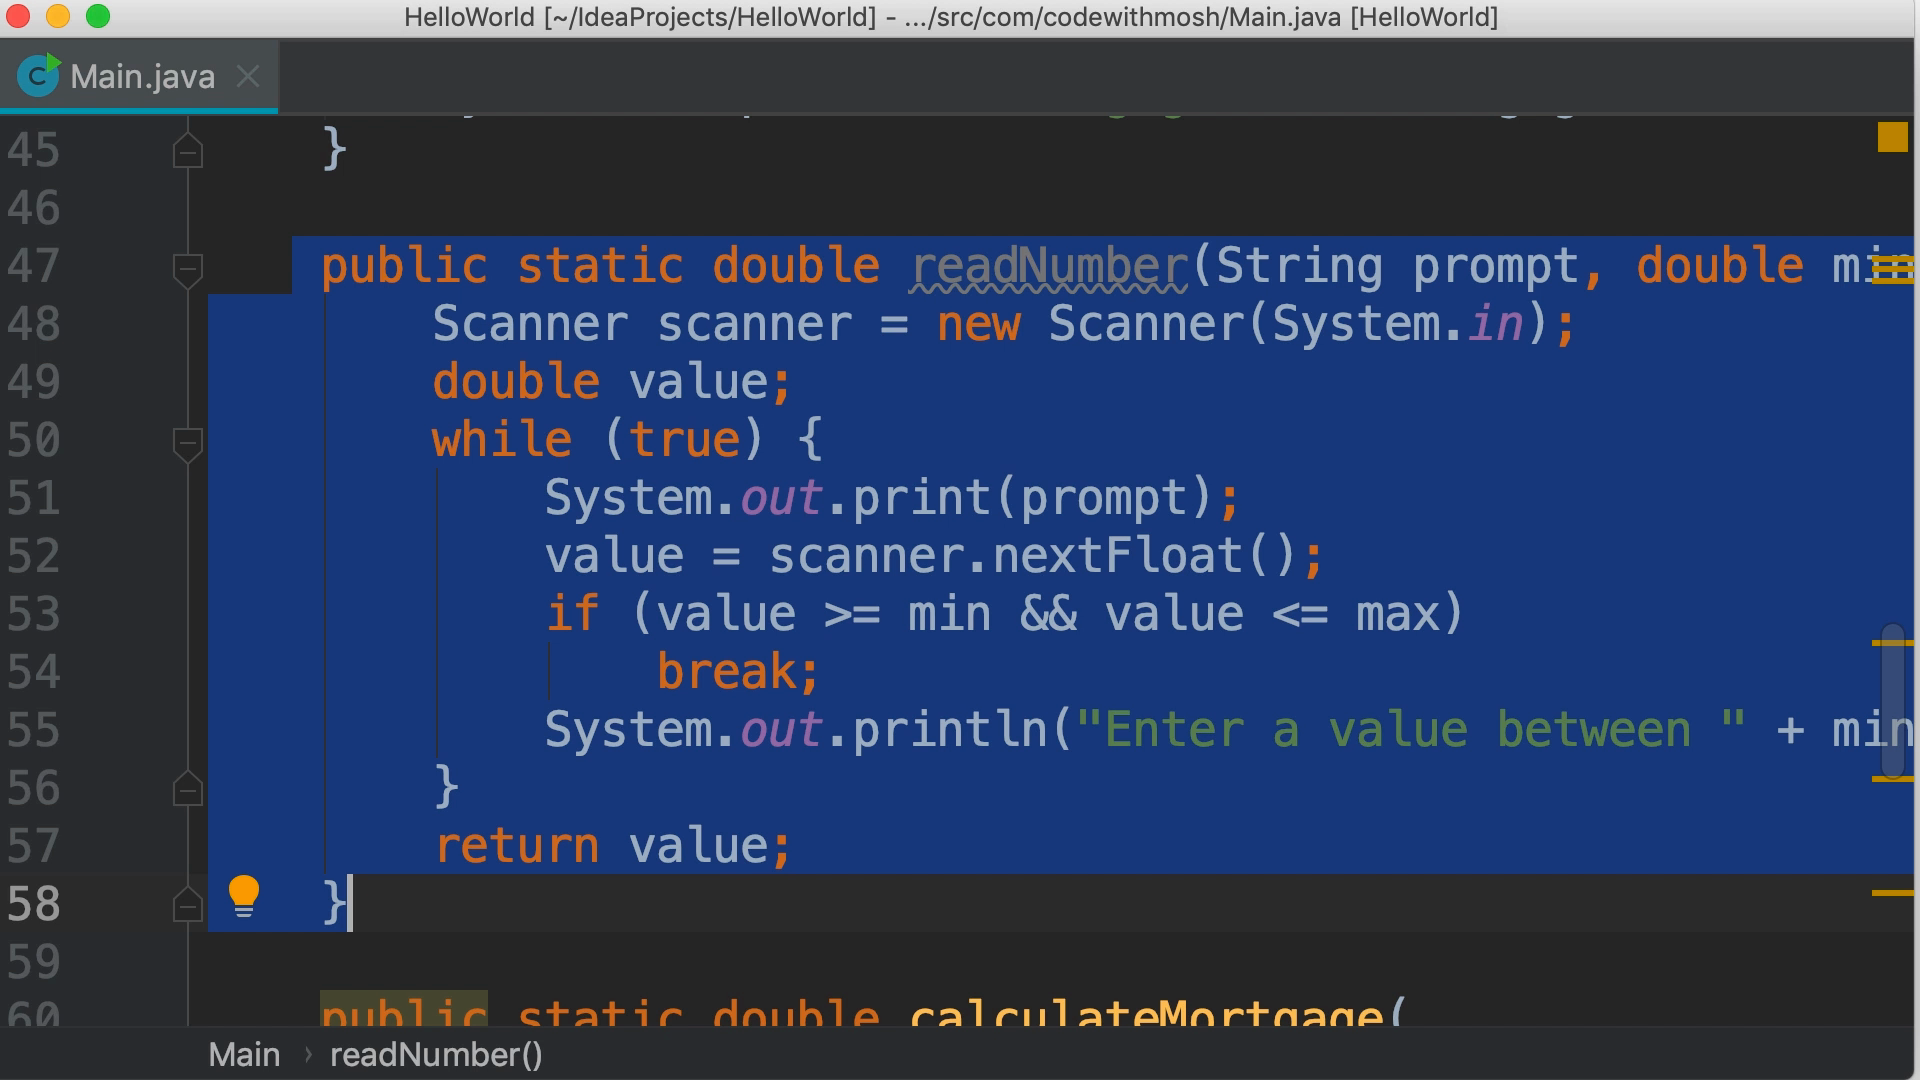 HelloWorld [~/IdeaProjects/HelloWorld] - .../src/com/codewithmosh/Main.java [HelloWorld]
Main.java
45 }
46
47 public static double readNumber(String prompt, double min
48 Scanner scanner = new Scanner(System.in);
49 double value;
50 while (true) {
51 System.out.print(prompt);
52 value = scanner.nextFloat();
53 if (value >= min && value <= max)
54 break;
55 System.out.println("Enter a value between " + min
56 }
57 return value;
58 }
59
60 public static double calculateMortgage(
Main › readNumber()